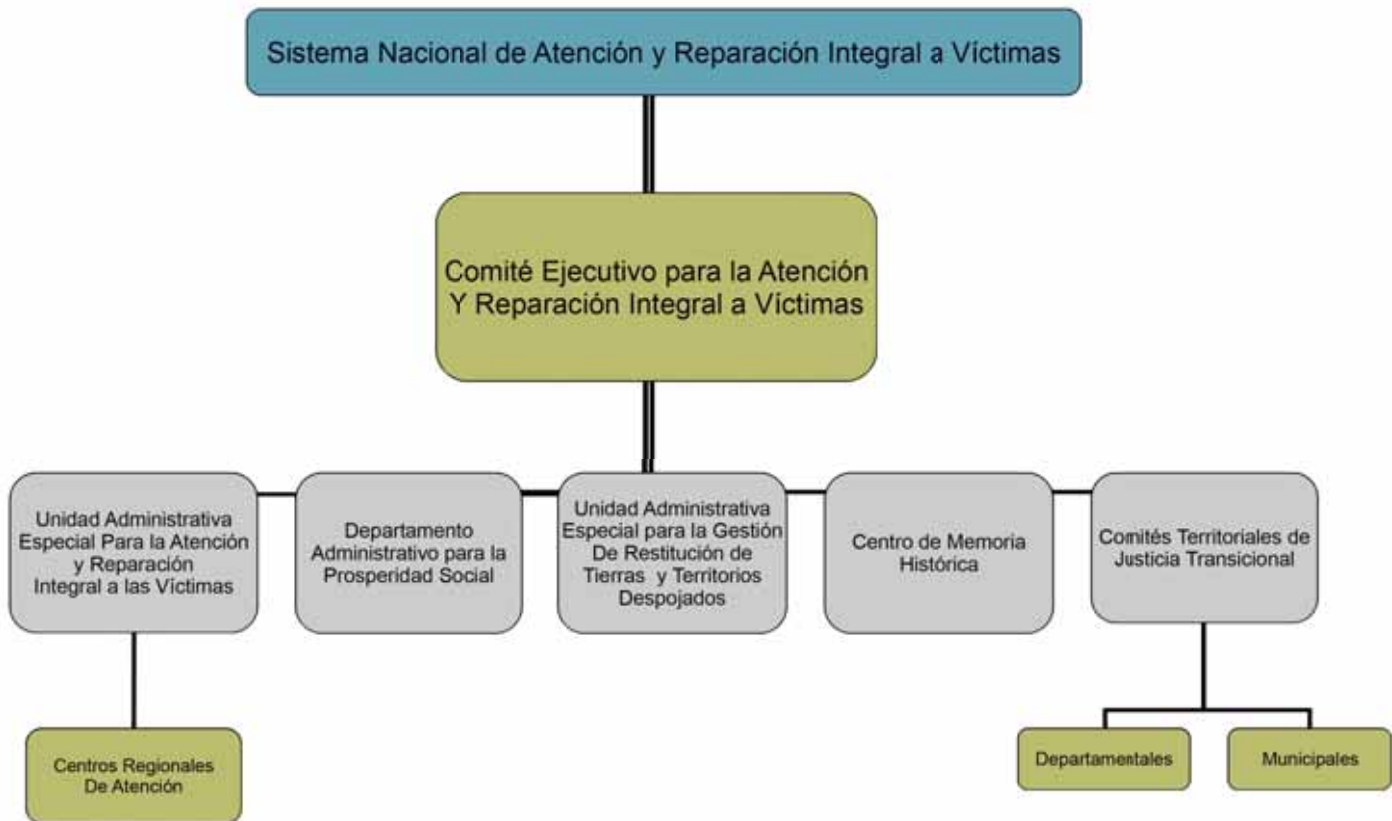 Sistema Nacional de Atención y Reparación Integral a Víctimas
Comité Ejecutivo para la Atención
Y Reparación Integral a Víctimas
Unidad Administrativa
Especial Para la Atención
y Reparación
Integral a las Víctimas
Departamento
Administrativo para la
Prosperidad Social
Unidad Administrativa
Especial para la Gestión
De Restitución de
Tierras y Territorios
Despojados
Centro de Memoria
Histórica
Comités Territoriales de
Justicia Transicional
Centros Regionales
De Atención
Departamentales
Municipales